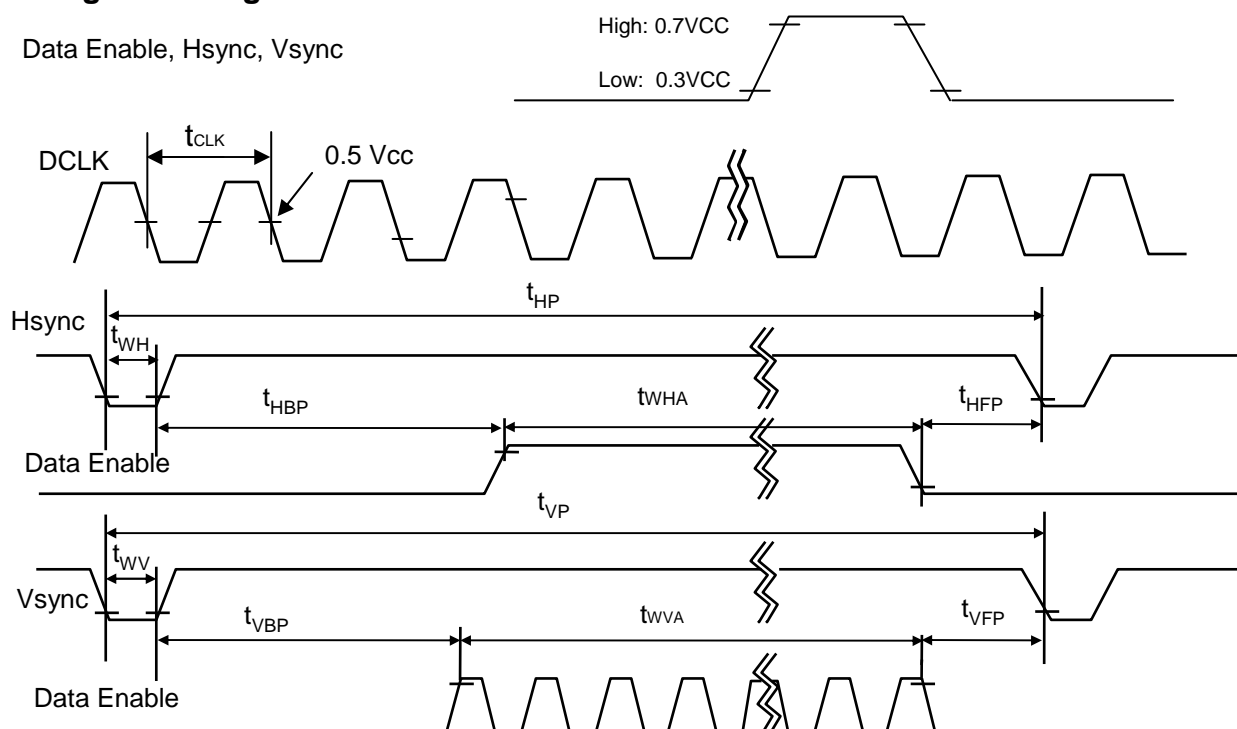 Data Enable, Hsync, Vsync
High: 0.7VCC
Low: 0.3VCC
DCLK
tCLK
0.5 Vcc
tHP
Hsync
tWH
tHBP
tWHA
tHFP
Data Enable
tVP
tWV
Vsync
tVBP
tWVA
tVFP
Data Enable